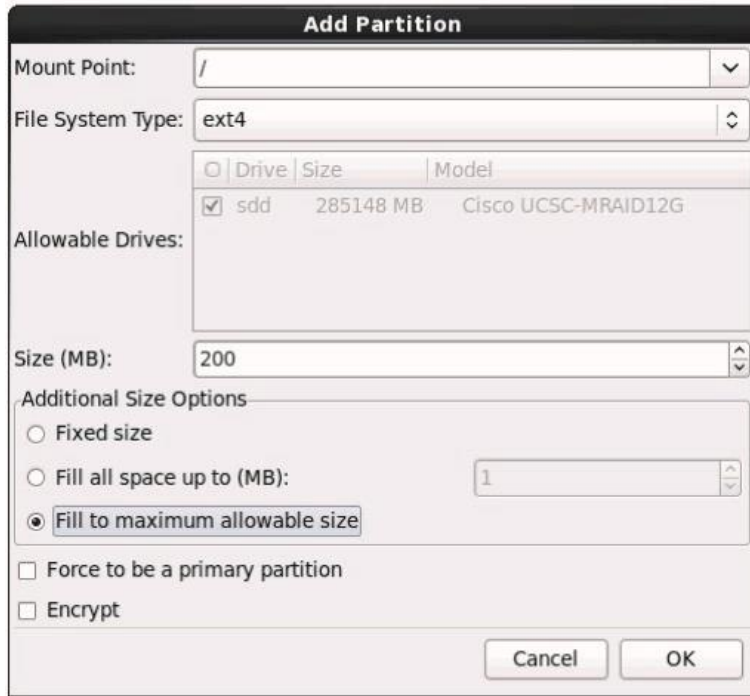 Add Partition
Mount Point: /
File System Type: ext4
Drive Size Model
sdd 285148 MB Cisco UCSC-MRAID12G
Allowable Drives:
Size (MB): 200
Additional Size Options
Fixed size
Fill all space up to (MB): 1
Fill to maximum allowable size
Force to be a primary partition
Encrypt
Cancel OK